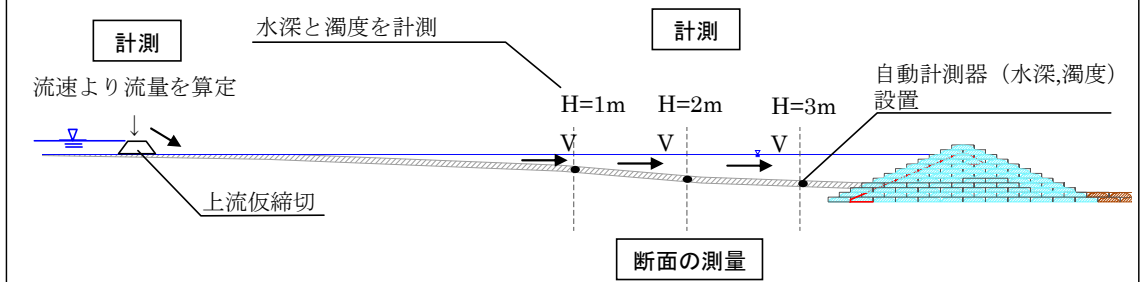 計測
流速より流量を算定
↓
水深と濁度を計測
計測
自動計測器（水深,濁度）
設置
H=1m
H=2m
H=3m
V
V
V
上流仮締切
断面の測量